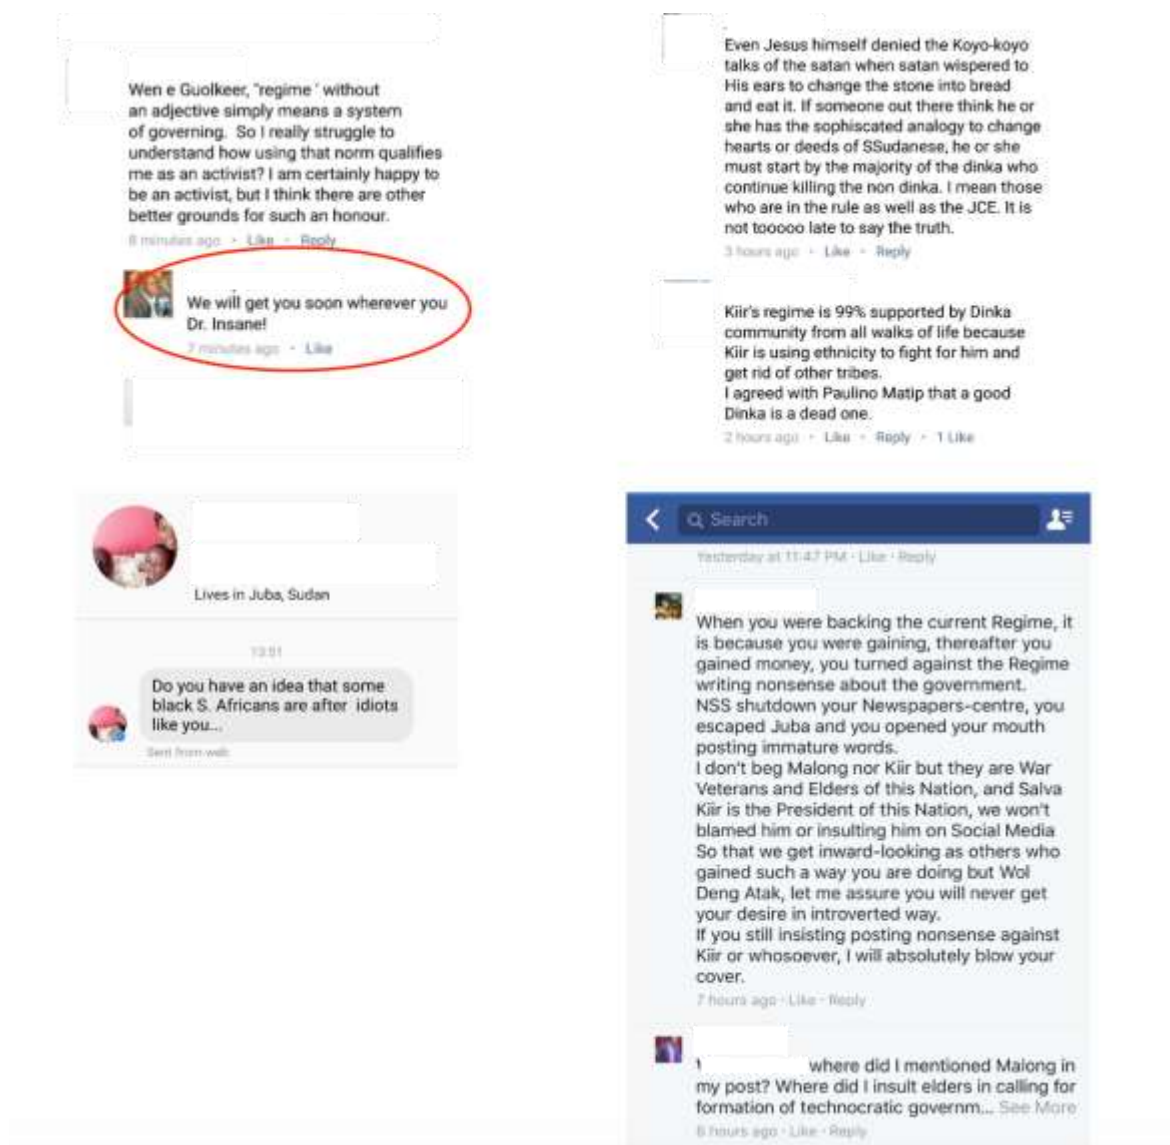 Wen e Guolkeer, "regime ' without
an adjective simply means a system
of governing. So I really struggle to
understand how using that norm qualifies
me as an activist? I am certainly happy to
be an activist, but I think there are other
better grounds for such an honour.
8 minutes ago · Like · Reply
We will get you soon wherever you
Dr. Insane!
7 minutes ago · Like
Even Jesus himself denied the Koyo-koyo
talks of the satan when satan wispered to
His ears to change the stone into bread
and eat it. If someone out there think he or
she has the sophiscated analogy to change
hearts or deeds of SSudanese, he or she
must start by the majority of the dinka who
continue killing the non dinka. I mean those
who are in the rule as well as the JCE. It is
not tooooo late to say the truth.
3 hours ago · Like · Reply
Kiir's regime is 99% supported by Dinka
community from all walks of life because
Kiir is using ethnicity to fight for him and
get rid of other tribes.
I agreed with Paulino Matip that a good
Dinka is a dead one.
2 hours ago · Like · Reply · 1 Like
Lives in Juba, Sudan
13:51
Do you have an idea that some
black S. Africans are after idiots
like you...
Sent from web
Search
Yesterday at 11:47 PM · Like · Reply
When you were backing the current Regime, it
is because you were gaining, thereafter you
gained money, you turned against the Regime
writing nonsense about the government.
NSS shutdown your Newspapers-centre, you
escaped Juba and you opened your mouth
posting immature words.
I don't beg Malong nor Kiir but they are War
Veterans and Elders of this Nation, and Salva
Kiir is the President of this Nation, we won't
blamed him or insulting him on Social Media
So that we get inward-looking as others who
gained such a way you are doing but Wol
Deng Atak, let me assure you will never get
your desire in introverted way.
If you still insisting posting nonsense against
Kiir or whosoever, I will absolutely blow your
cover.
7 hours ago · Like · Reply
where did I mentioned Malong in
my post? Where did I insult elders in calling for
formation of technocratic governm... See More
6 hours ago · Like · Reply